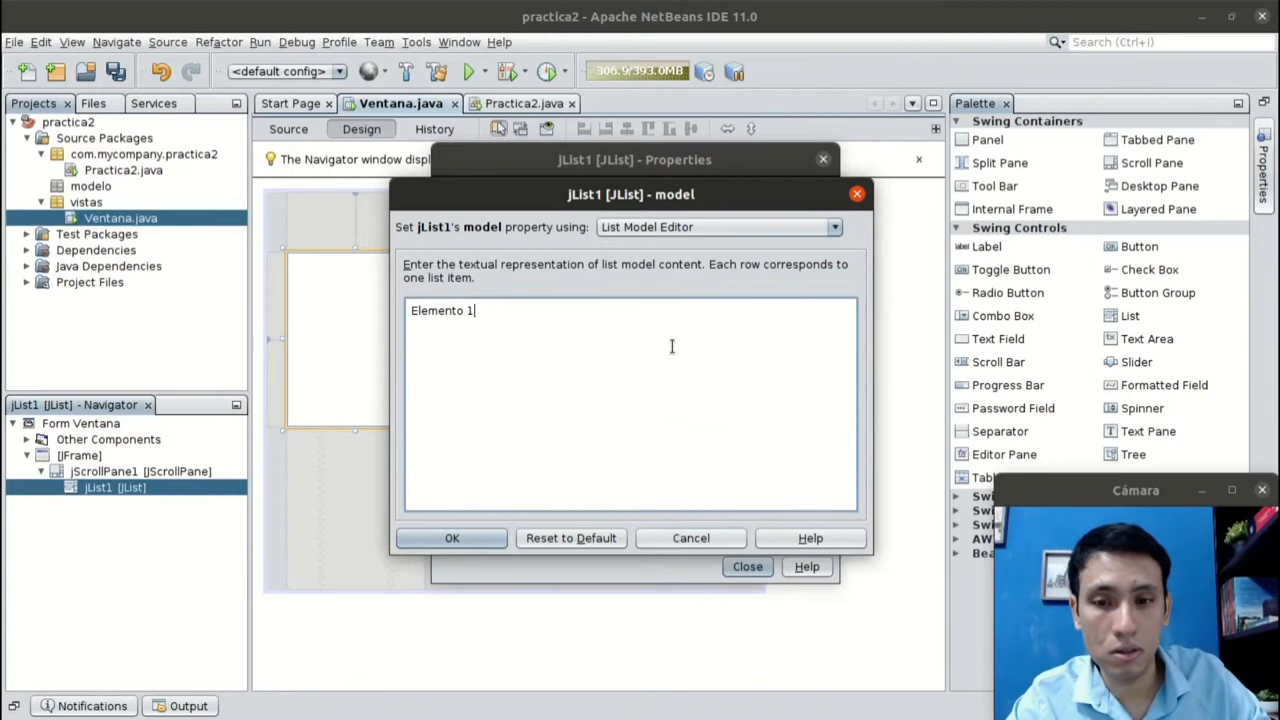 practica2 - Apache NetBeans IDE 11.0
File Edit View Navigate Source Refactor Run Debug Profile Team Tools Window Help
Search (Ctrl+I)
<default config>
306.9/393.0MB
Projects
Files
Services
Start Page
Ventana.java
Practica2.java
Palette
Source
Design
History
The Navigator window displ
practica2
Source Packages
com.mycompany.practica2
Practica2.java
modelo
vistas
Ventana.java
Test Packages
Dependencies
Java Dependencies
Project Files
jList1 [JList] - Navigator
Form Ventana
Other Components
[JFrame]
jScrollPane1 [JScrollPane]
jList1 [JList]
jList1 [JList] - Properties
jList1 [JList] - model
Set jList1's model property using: List Model Editor
Enter the textual representation of list model content. Each row corresponds to
one list item.
Elemento 1
OK
Reset to Default
Cancel
Help
Close
Help
Swing Containers
Panel
Tabbed Pane
Split Pane
Scroll Pane
Tool Bar
Desktop Pane
Internal Frame
Layered Pane
Swing Controls
Label
Button
Toggle Button
Check Box
Radio Button
Button Group
Combo Box
List
Text Field
Text Area
Scroll Bar
Slider
Progress Bar
Formatted Field
Password Field
Spinner
Separator
Text Pane
Editor Pane
Tree
Tab
Swi
Swi
Swi
AW
Bea
Properties
Cámara
Notifications
Output